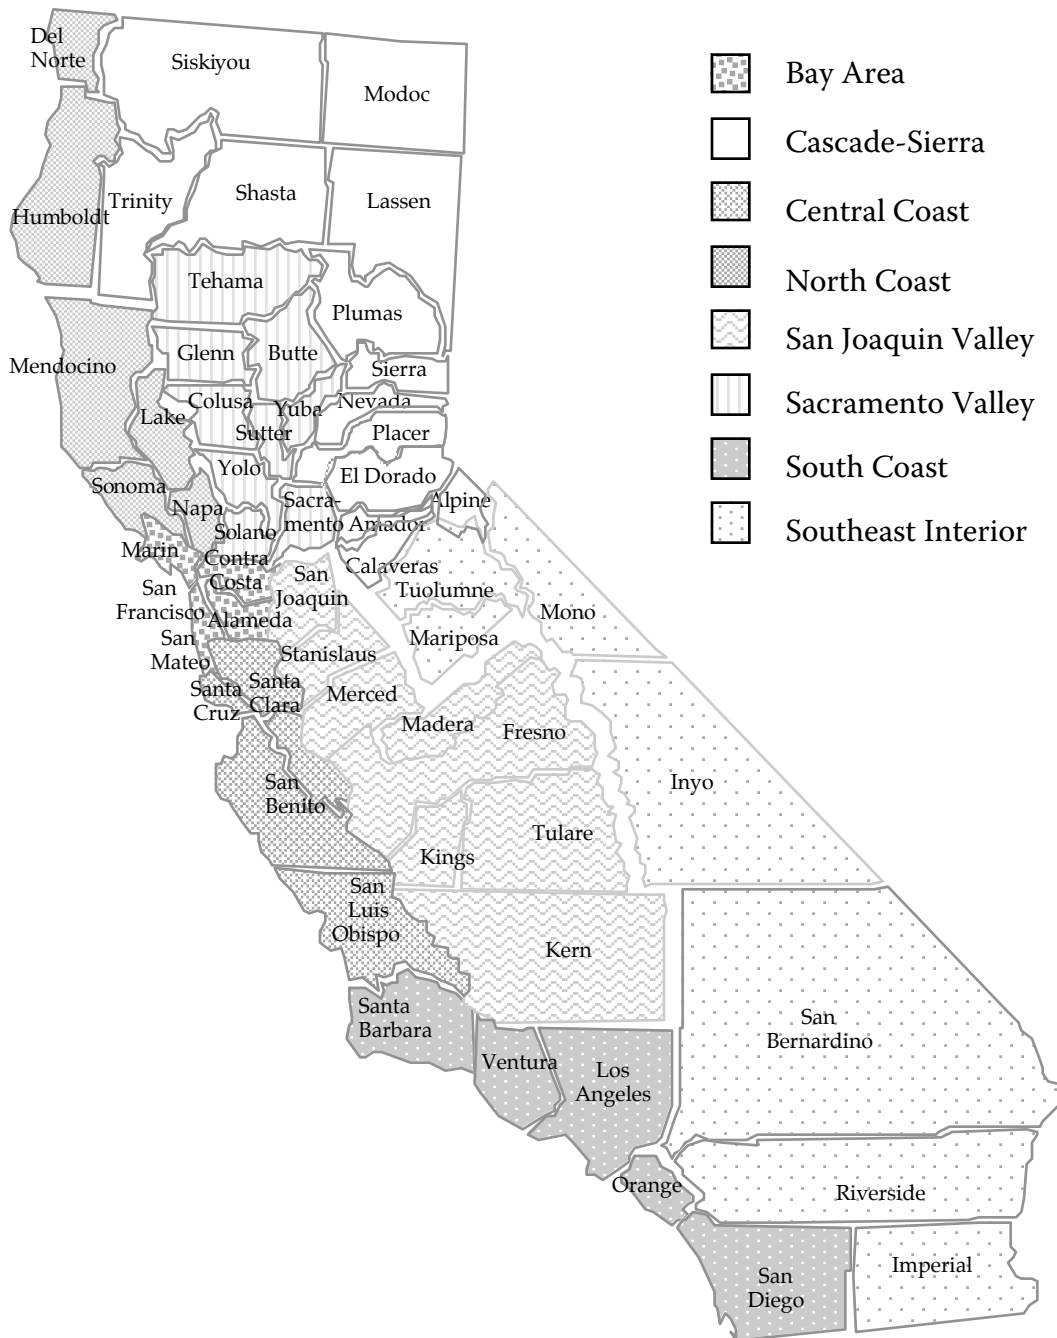 Del
Norte
Siskiyou
Modoc
Humboldt
Trinity
Shasta
Lassen
Tehama
Plumas
Mendocino
Glenn
Butte
Sierra
Lake
Colusa
Sutter
Yuba
Nevada
Placer
Sonoma
Napa
Yolo
Sacra-
mento
El Dorado
Alpine
Amador
Solano
Marin
Contra
Costa
Calaveras
San
Joaquin
Tuolumne
Mono
San
Francisco
Alameda
Mariposa
San
Mateo
Stanislaus
Santa
Clara
Santa
Cruz
Merced
Madera
Fresno
San
Benito
Inyo
Tulare
Kings
San
Luis
Obispo
Kern
Santa
Barbara
Ventura
Los
Angeles
San
Bernardino
Orange
Riverside
San
Diego
Imperial
Bay Area
Cascade-Sierra
Central Coast
North Coast
San Joaquin Valley
Sacramento Valley
South Coast
Southeast Interior